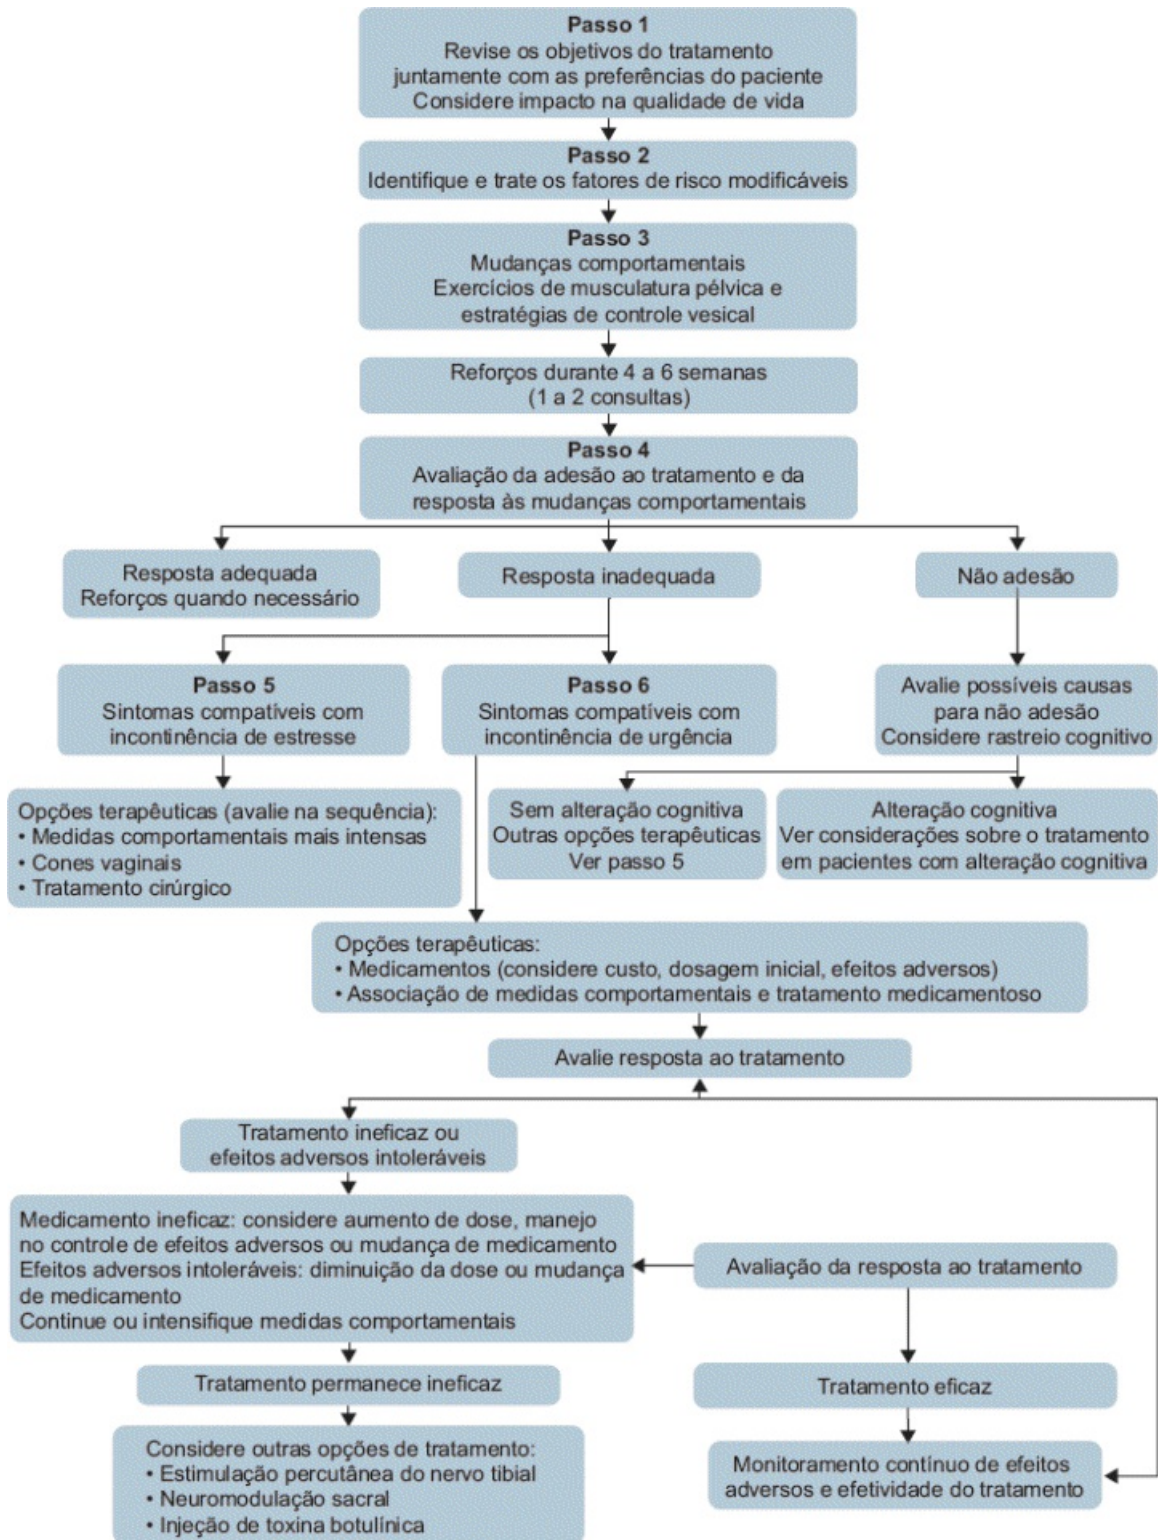 Passo 1
Revise os objetivos do tratamento
juntamente com as preferências do paciente
Considere impacto na qualidade de vida
Passo 2
Identifique e trate os fatores de risco modificáveis
Passo 3
Mudanças comportamentais
Exercícios de musculatura pélvica e
estratégias de controle vesical
Reforços durante 4 a 6 semanas
(1 a 2 consultas)
Passo 4
Avaliação da adesão ao tratamento e da
resposta às mudanças comportamentais
Resposta adequada
Reforços quando necessário
Resposta inadequada
Não adesão
Passo 5
Sintomas compatíveis com
incontinência de estresse
Passo 6
Sintomas compatíveis com
incontinência de urgência
Avalie possíveis causas
para não adesão
Considere rastreio cognitivo
Opções terapêuticas (avalie na sequência):
• Medidas comportamentais mais intensas
• Cones vaginais
• Tratamento cirúrgico
Sem alteração cognitiva
Outras opções terapêuticas
Ver passo 5
Alteração cognitiva
Ver considerações sobre o tratamento
em pacientes com alteração cognitiva
Opções terapêuticas:
• Medicamentos (considere custo, dosagem inicial, efeitos adversos)
• Associação de medidas comportamentais e tratamento medicamentoso
Avalie resposta ao tratamento
Tratamento ineficaz ou
efeitos adversos intoleráveis
Medicamento ineficaz: considere aumento de dose, manejo
no controle de efeitos adversos ou mudança de medicamento
Efeitos adversos intoleráveis: diminuição da dose ou mudança
de medicamento
Continue ou intensifique medidas comportamentais
Avaliação da resposta ao tratamento
Tratamento permanece ineficaz
Tratamento eficaz
Considere outras opções de tratamento:
• Estimulação percutânea do nervo tibial
• Neuromodulação sacral
• Injeção de toxina botulínica
Monitoramento contínuo de efeitos
adversos e efetividade do tratamento